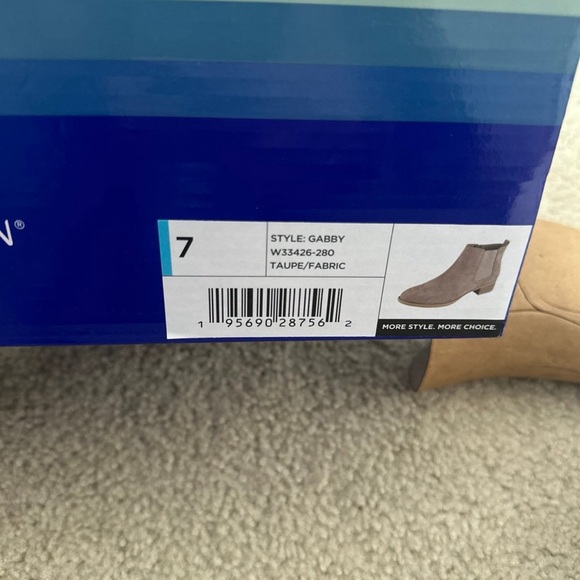 N®
7
STYLE: GABBY
W33426-280
TAUPE/FABRIC
1 95690 28756 2
MORE STYLE. MORE CHOICE.